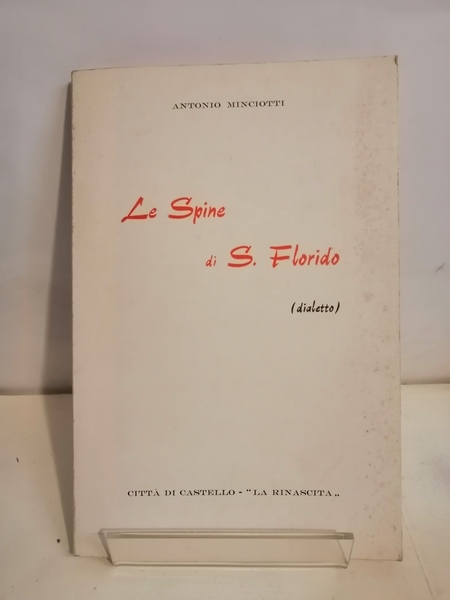 ANTONIO MINCIOTTI
Le Spine
di S. Florido
(dialetto)
CITTÀ DI CASTELLO - "LA RINASCITA„